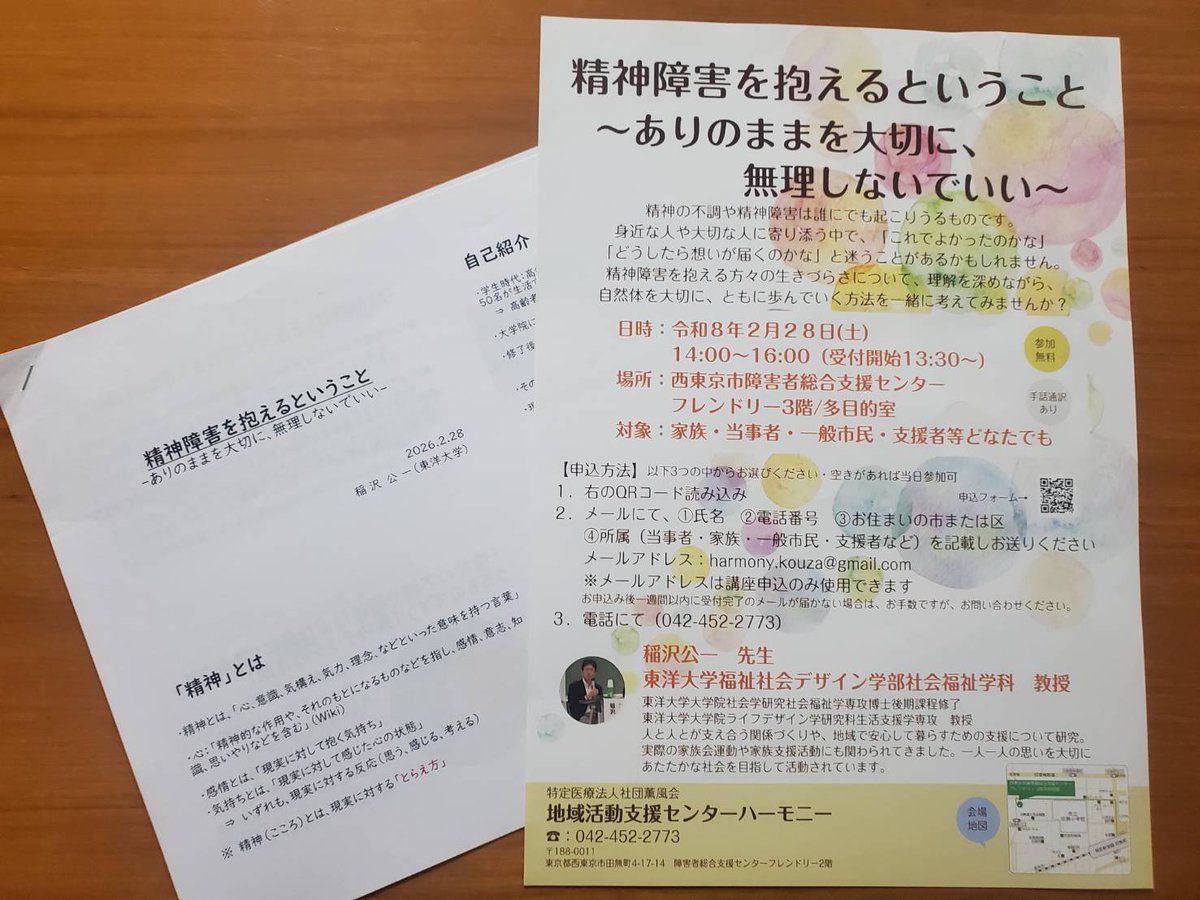 精神障害を抱えるということ
～ありのままを大切に、
無理しないでいい～
精神の不調や精神障害は誰にでも起こりうるものです。
身近な人や大切な人に寄り添う中で、「これでよかったのかな」
「どうしたら想いが届くのかな」と迷うことがあるかもしれません。
精神障害を抱える方々の生きづらさについて、理解を深めながら、
自然体を大切に、ともに歩んでいく方法を一緒に考えてみませんか？
日時：令和8年2月28日(土)
14:00～16:00（受付開始13:30～）
場所：西東京市障害者総合支援センター
フレンドリー3階/多目的室
対象：家族・当事者・一般市民・支援者等どなたでも
参加
無料
手話通訳
あり
【申込方法】以下3つの中からお選びください・空きがあれば当日参加可
1．右のQRコード読み込み
申込フォーム→
2．メールにて、①氏名　②電話番号　③お住まいの市または区
④所属（当事者・家族・一般市民・支援者など）を記載しお送りください
メールアドレス：harmony.kouza@gmail.com
※メールアドレスは講座申込のみ使用できます
お申込み後一週間以内に受付完了のメールが届かない場合は、お手数ですが、お問い合わせください。
3．電話にて（042-452-2773）
稲沢公一　先生
東洋大学福祉社会デザイン学部社会福祉学科　教授
東洋大学大学院社会学研究社会福祉学専攻博士後期課程修了
東洋大学大学院ライフデザイン学研究科生活支援学専攻　教授
人と人とが支え合う関係づくりや、地域で安心して暮らすための支援について研究。
実際の家族会運動や家族支援活動にも関わられてきました。一人一人の思いを大切に
あたたかな社会を目指して活動されています。
特定医療法人社団薫風会
地域活動支援センターハーモニー
☎：042-452-2773
〒188-0011
東京都西東京市田無町4-17-14　障害者総合支援センターフレンドリー2階
会場
地図
精神障害を抱えるということ
-ありのままを大切に、無理しないでいい-
2026.2.28
稲沢公一（東洋大学）
自己紹介
・学生時代：高
50名が生活で
⇒ 高齢者
・大学院に
・修了後
・その
・現
「精神」とは
・精神とは、「心、意識、気構え、気力、理念、などといった意味を持つ言葉」
・心：「精神的な作用や、それのもとになるものなどを指し、感情、意志、知
識、思いやりなどを含む」（Wiki）
・感情とは、「現実に対して抱く気持ち」
・気持ちとは、「現実に対して感じた心の状態」
⇒ いずれも、現実に対する反応（思う、感じる、考える）
※ 精神（こころ）とは、現実に対する「とらえ方」